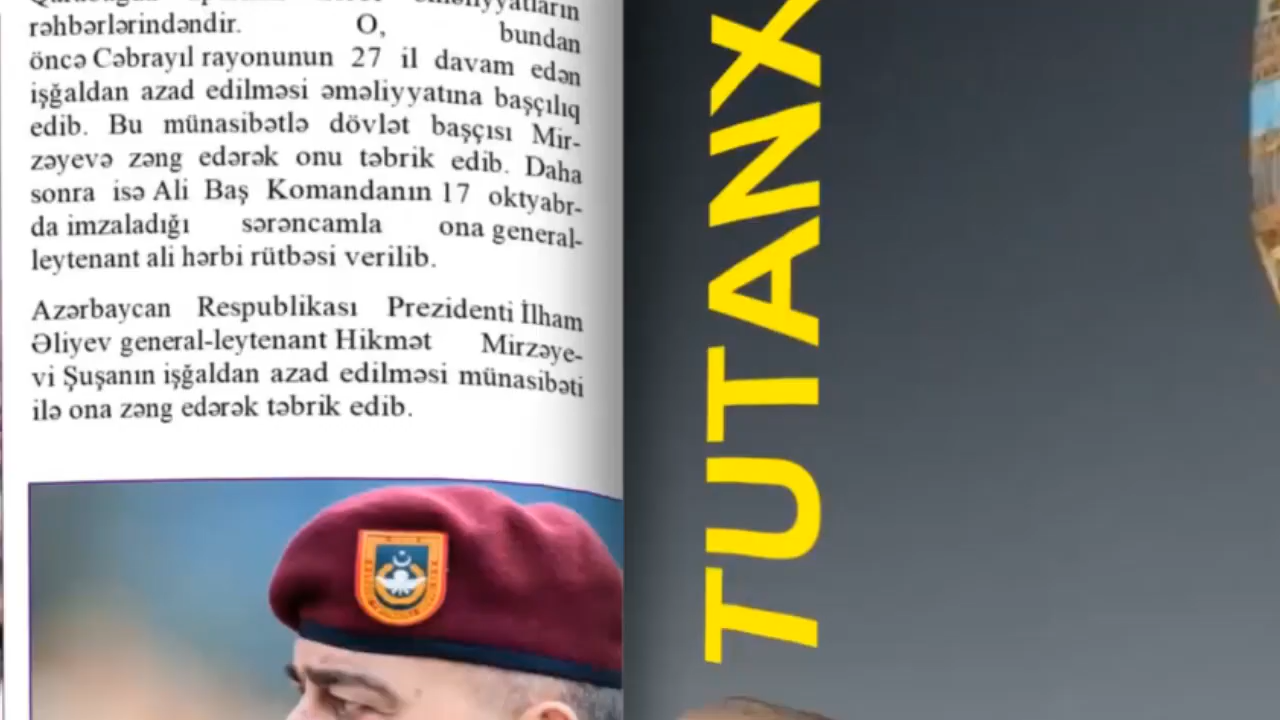 əməliyyatların
rəhbərlərindəndir. O, bundan
öncə Cəbrayıl rayonunun 27 il davam edən
işğaldan azad edilməsi əməliyyatına başçılıq
edib. Bu münasibətlə dövlət başçısı Mir-
zəyevə zəng edərək onu təbrik edib. Daha
sonra isə Ali Baş Komandanın 17 oktyabr-
da imzaladığı sərəncamla ona general-
leytenant ali hərbi rütbəsi verilib.
Azərbaycan Respublikası Prezidenti İlham
Əliyev general-leytenant Hikmət Mirzəye-
vi Şuşanın işğaldan azad edilməsi münasibəti
ilə ona zəng edərək təbrik edib.
TUTANX